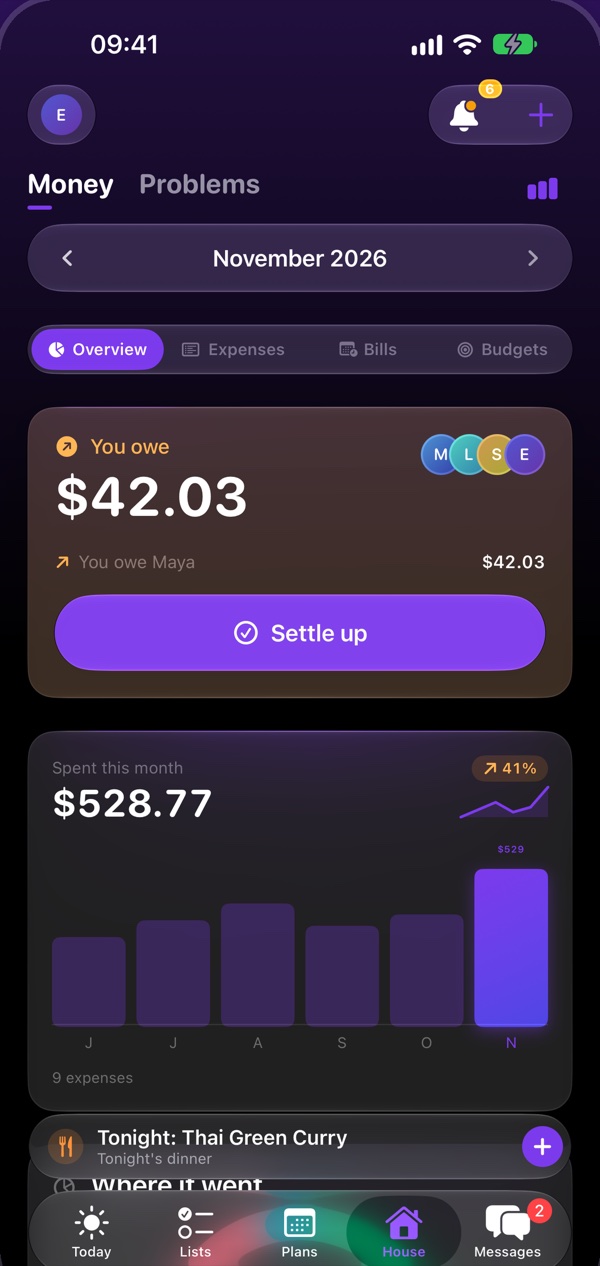 09:41
E
6
Money Problems
November 2026
Overview Expenses Bills Budgets
You owe
M L S E
$42.03
You owe Maya $42.03
Settle up
Spent this month
41%
$528.77
$529
J J A S O N
9 expenses
Tonight: Thai Green Curry
Tonight's dinner
Where it went
2
Today Lists Plans House Messages